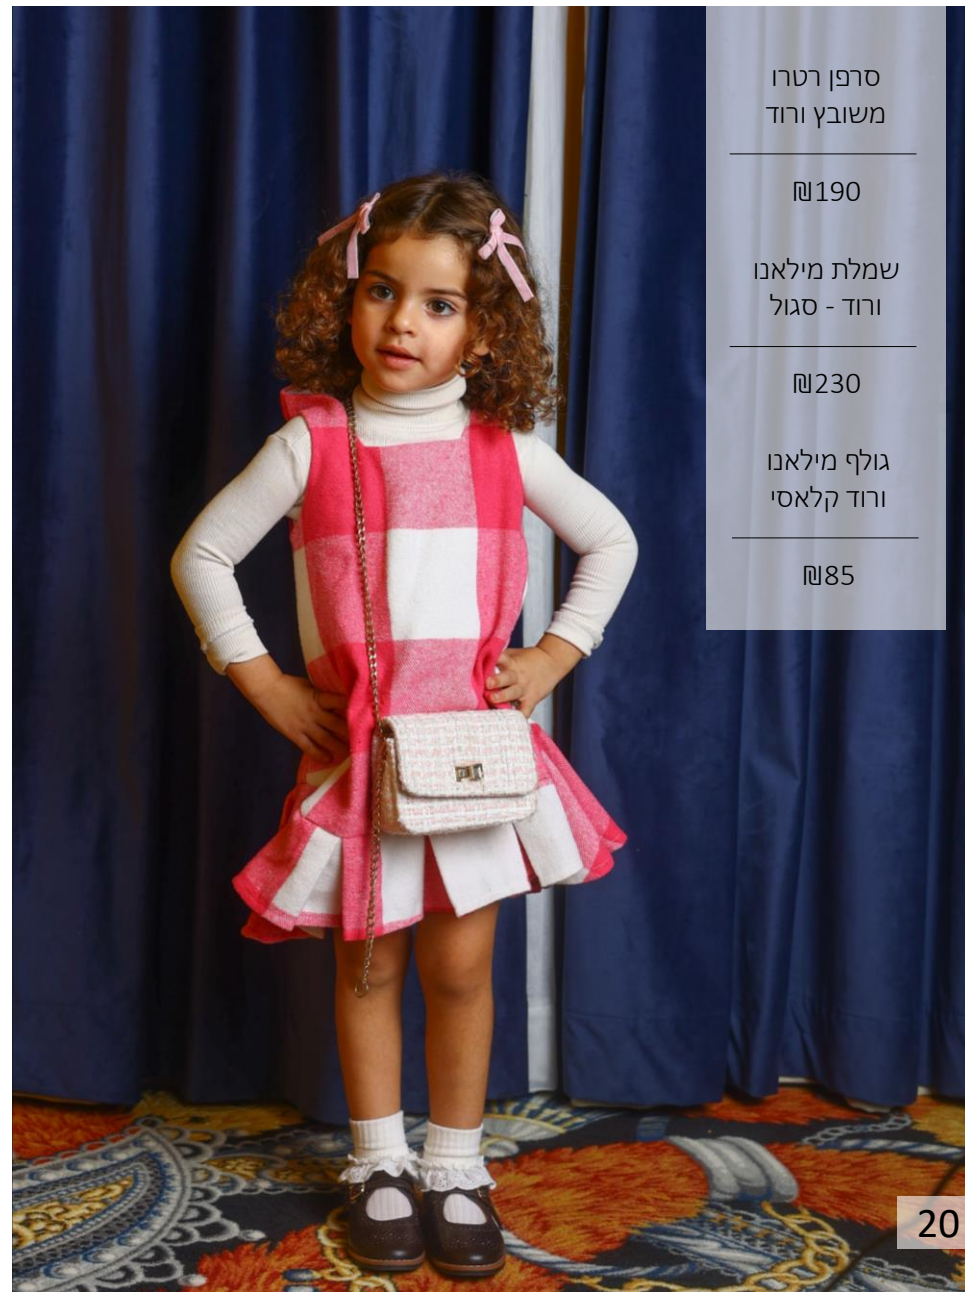 סרפן רטרו
משובץ ורוד
₪190
שמלת מילאנו
ורוד - סגול
₪230
גולף מילאנו
ורוד קלאסי
₪85
20